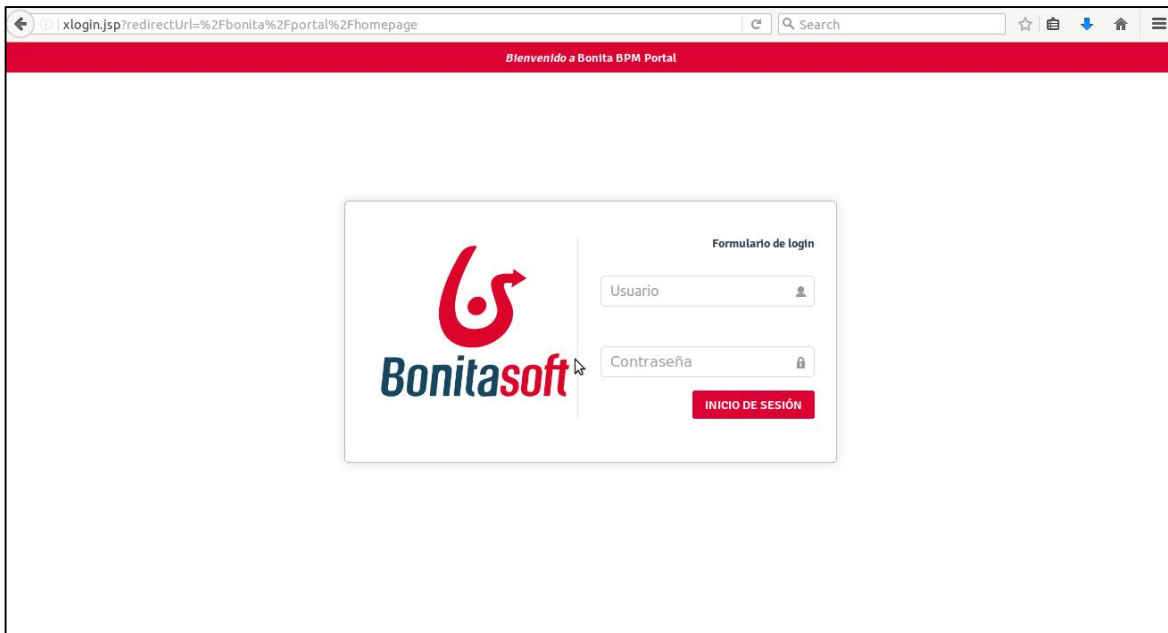 xlogin.jsp?redirectUrl=%2Fbonita%2Fportal%2Fhomepage
Search
Bienvenido a Bonita BPM Portal
Formulario de login
Usuario
Bonitasoft
Contraseña
INICIO DE SESIÓN